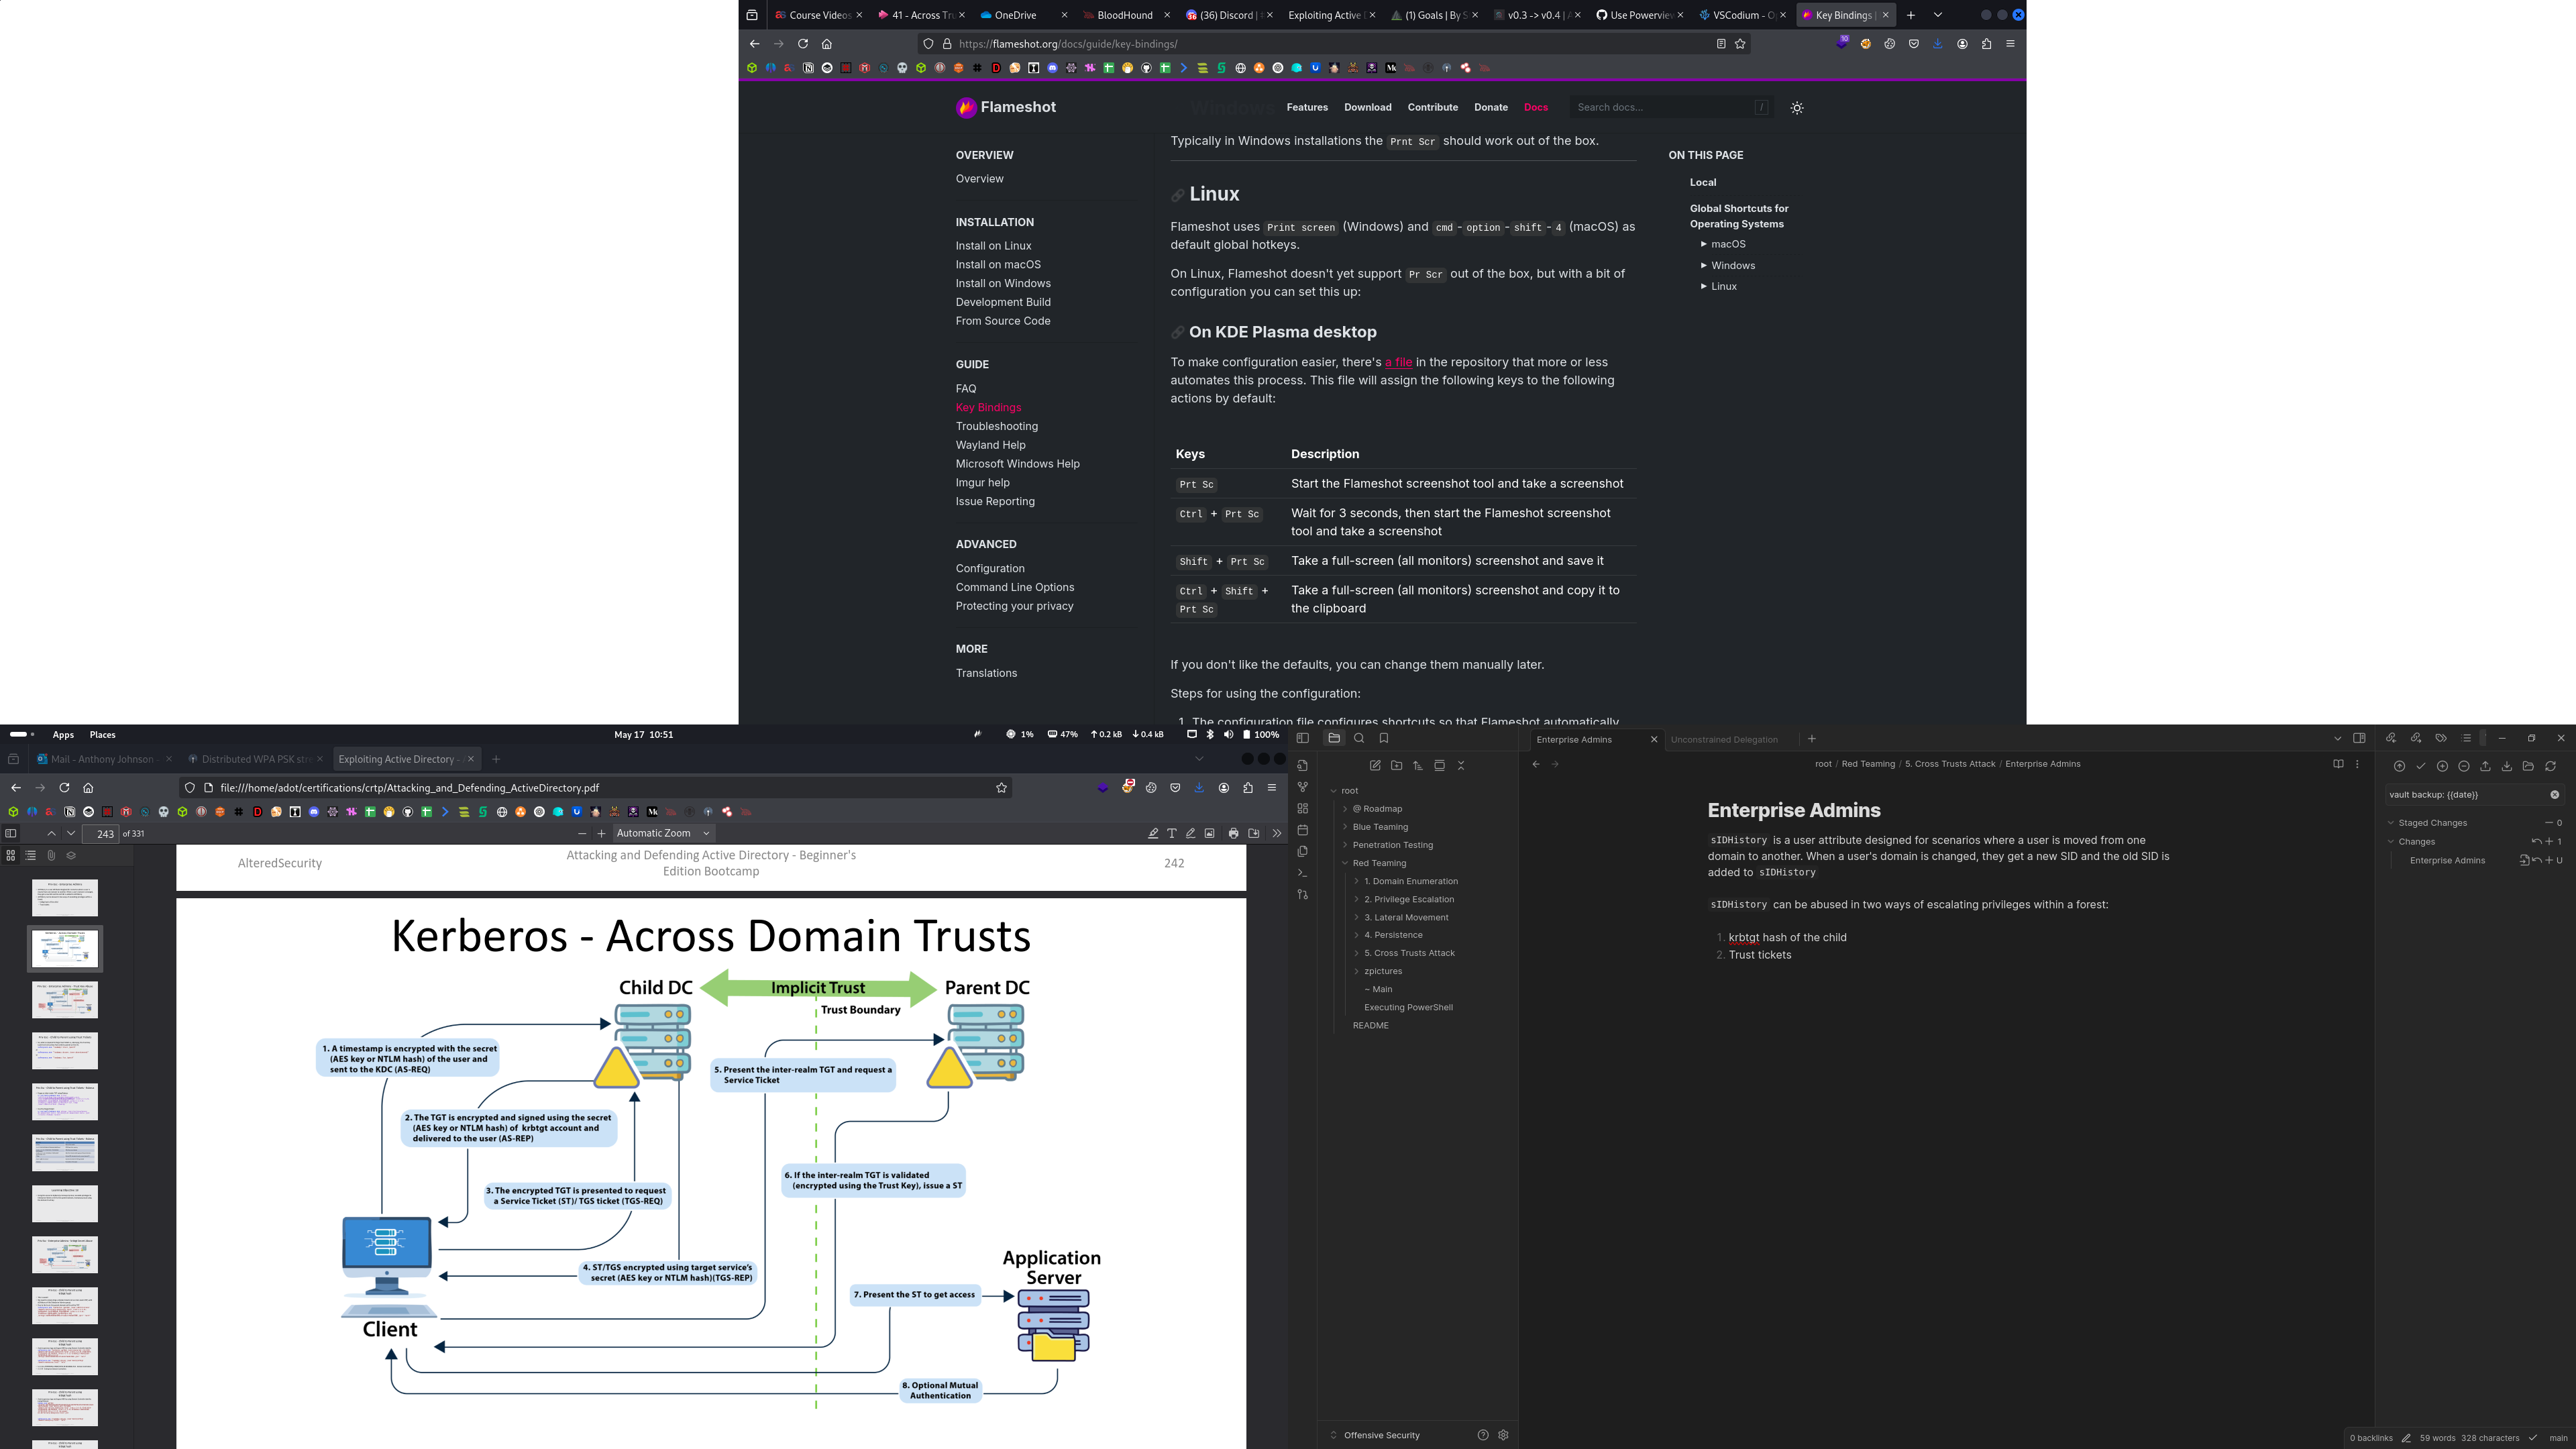 Course Videos
41 - Across Tru
OneDrive
BloodHound
(36) Discord |
Exploiting Active
(1) Goals | By S
v0.3 -> v0.4 |
Use Powervie
VSCodium - O
Key Bindings |
https://flameshot.org/docs/guide/key-bindings/
10
Flameshot
Windows
Features
Download
Contribute
Donate
Docs
Search docs...
/
OVERVIEW
Overview
INSTALLATION
Install on Linux
Install on macOS
Install on Windows
Development Build
From Source Code
GUIDE
FAQ
Key Bindings
Troubleshooting
Wayland Help
Microsoft Windows Help
Imgur help
Issue Reporting
ADVANCED
Configuration
Command Line Options
Protecting your privacy
MORE
Translations
Typically in Windows installations the Prnt Scr should work out of the box.
Linux
Flameshot uses Print screen (Windows) and cmd-option-shift-4 (macOS) as
default global hotkeys.
On Linux, Flameshot doesn't yet support Pr Scr out of the box, but with a bit of
configuration you can set this up:
On KDE Plasma desktop
To make configuration easier, there's a file in the repository that more or less
automates this process. This file will assign the following keys to the following
actions by default:
Keys Description
Prt Sc Start the Flameshot screenshot tool and take a screenshot
Ctrl + Prt Sc Wait for 3 seconds, then start the Flameshot screenshot
tool and take a screenshot
Shift + Prt Sc Take a full-screen (all monitors) screenshot and save it
Ctrl + Shift + Take a full-screen (all monitors) screenshot and copy it to
Prt Sc the clipboard
If you don't like the defaults, you can change them manually later.
Steps for using the configuration:
1. The configuration file configures shortcuts so that Flameshot automatically
ON THIS PAGE
Local
Global Shortcuts for
Operating Systems
macOS
Windows
Linux
Apps
Places
May 17 10:51
1%
47%
0.2 kB
0.4 kB
100%
Mail - Anthony Johnson -
Distributed WPA PSK str
Exploiting Active Directory -
file:///home/adot/certifications/crtp/Attacking_and_Defending_ActiveDirectory.pdf
243
of 331
Automatic Zoom
AlteredSecurity
Attacking and Defending Active Directory - Beginner's
Edition Bootcamp
242
Kerberos - Across Domain Trusts
Child DC
Implicit Trust
Parent DC
Trust Boundary
1. A timestamp is encrypted with the secret
(AES key or NTLM hash) of the user and
sent to the KDC (AS-REQ)
5. Present the inter-realm TGT and request a
Service Ticket
2. The TGT is encrypted and signed using the secret
(AES key or NTLM hash) of krbtgt account and
delivered to the user (AS-REP)
6. If the inter-realm TGT is validated
(encrypted using the Trust Key), issue a ST
3. The encrypted TGT is presented to request
a Service Ticket (ST)/ TGS ticket (TGS-REQ)
4. ST/TGS encrypted using target service's
secret (AES key or NTLM hash)(TGS-REP)
Application
Server
7. Present the ST to get access
Client
8. Optional Mutual
Authentication
root
@ Roadmap
Blue Teaming
Penetration Testing
Red Teaming
1. Domain Enumeration
2. Privilege Escalation
3. Lateral Movement
4. Persistence
5. Cross Trusts Attack
zpictures
~ Main
Executing PowerShell
README
Offensive Security
Enterprise Admins
Unconstrained Delegation
root / Red Teaming / 5. Cross Trusts Attack / Enterprise Admins
Enterprise Admins
sIDHistory is a user attribute designed for scenarios where a user is moved from one
domain to another. When a user's domain is changed, they get a new SID and the old SID is
added to sIDHistory
sIDHistory can be abused in two ways of escalating privileges within a forest:
1. krbtgt hash of the child
2. Trust tickets
vault backup: {{date}}
Staged Changes
0
Changes
1
Enterprise Admins
U
0 backlinks
59 words
328 characters
main